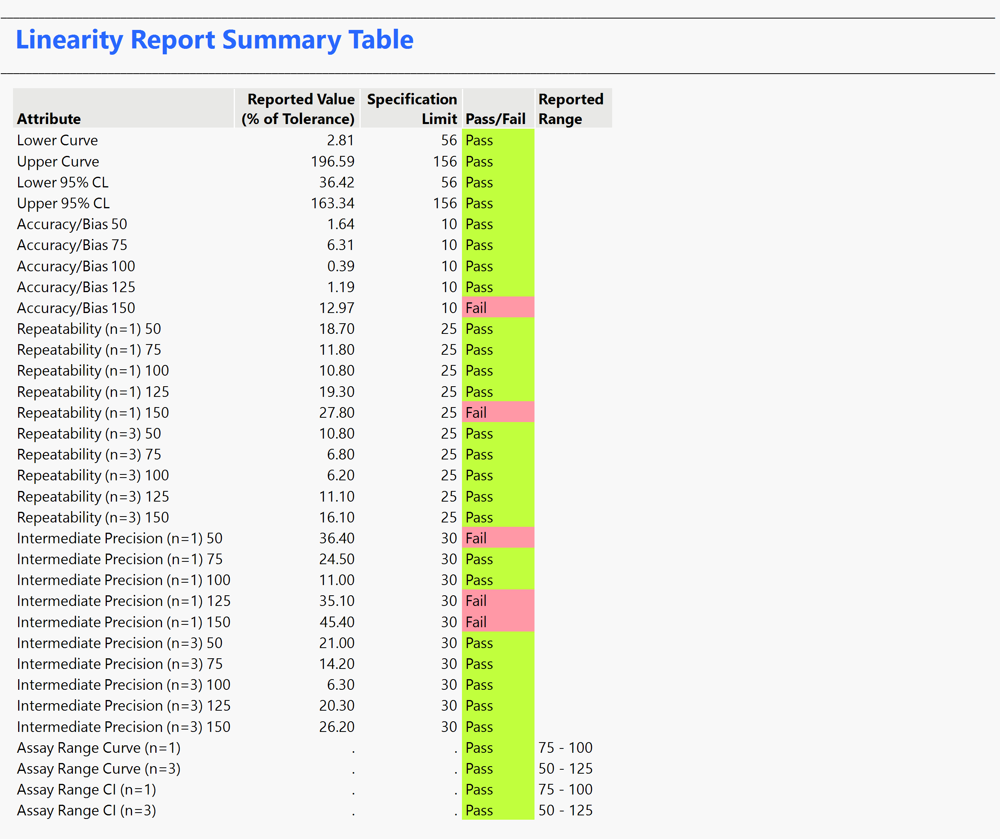 Linearity Report Summary Table
Attribute Reported Value (% of Tolerance) Specification Limit Pass/Fail Reported Range
Lower Curve 2.81 56 Pass
Upper Curve 196.59 156 Pass
Lower 95% CL 36.42 56 Pass
Upper 95% CL 163.34 156 Pass
Accuracy/Bias 50 1.64 10 Pass
Accuracy/Bias 75 6.31 10 Pass
Accuracy/Bias 100 0.39 10 Pass
Accuracy/Bias 125 1.19 10 Pass
Accuracy/Bias 150 12.97 10 Fail
Repeatability (n=1) 50 18.70 25 Pass
Repeatability (n=1) 75 11.80 25 Pass
Repeatability (n=1) 100 10.80 25 Pass
Repeatability (n=1) 125 19.30 25 Pass
Repeatability (n=1) 150 27.80 25 Fail
Repeatability (n=3) 50 10.80 25 Pass
Repeatability (n=3) 75 6.80 25 Pass
Repeatability (n=3) 100 6.20 25 Pass
Repeatability (n=3) 125 11.10 25 Pass
Repeatability (n=3) 150 16.10 25 Pass
Intermediate Precision (n=1) 50 36.40 30 Fail
Intermediate Precision (n=1) 75 24.50 30 Pass
Intermediate Precision (n=1) 100 11.00 30 Pass
Intermediate Precision (n=1) 125 35.10 30 Fail
Intermediate Precision (n=1) 150 45.40 30 Fail
Intermediate Precision (n=3) 50 21.00 30 Pass
Intermediate Precision (n=3) 75 14.20 30 Pass
Intermediate Precision (n=3) 100 6.30 30 Pass
Intermediate Precision (n=3) 125 20.30 30 Pass
Intermediate Precision (n=3) 150 26.20 30 Pass
Assay Range Curve (n=1) . . Pass 75 - 100
Assay Range Curve (n=3) . . Pass 50 - 125
Assay Range CI (n=1) . . Pass 75 - 100
Assay Range CI (n=3) . . Pass 50 - 125